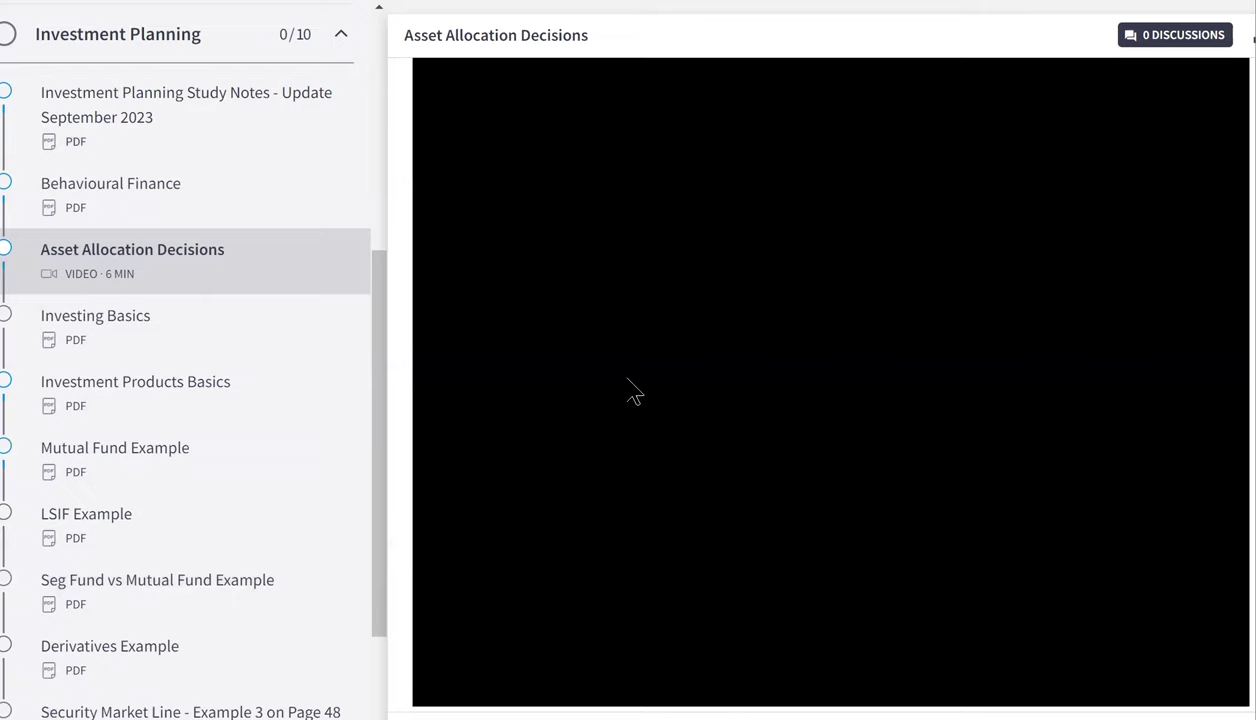 Investment Planning
0/10
Investment Planning Study Notes - Update
September 2023
PDF
Behavioural Finance
PDF
Asset Allocation Decisions
VIDEO · 6 MIN
Investing Basics
PDF
Investment Products Basics
PDF
Mutual Fund Example
PDF
LSIF Example
PDF
Seg Fund vs Mutual Fund Example
PDF
Derivatives Example
PDF
Security Market Line - Example 3 on Page 48
Asset Allocation Decisions
0 DISCUSSIONS